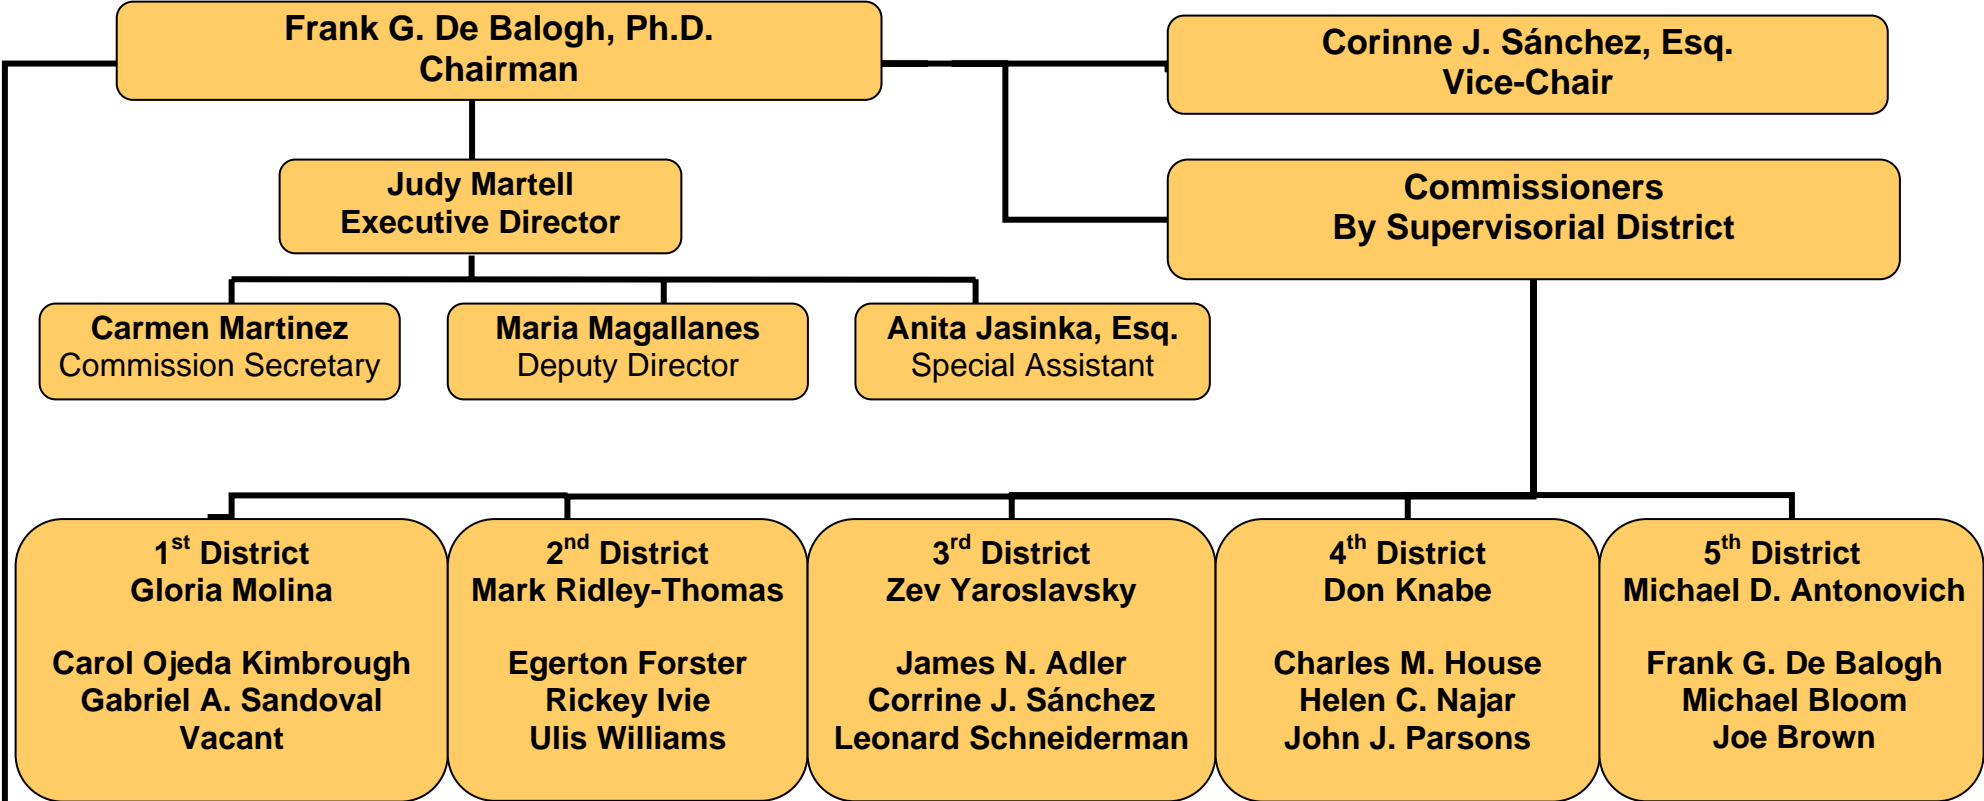 Frank G. De Balogh, Ph.D.
Chairman
Corinne J. Sánchez, Esq.
Vice-Chair
Judy Martell
Executive Director
Commissioners
By Supervisorial District
Carmen Martinez
Commission Secretary
Maria Magallanes
Deputy Director
Anita Jasinka, Esq.
Special Assistant
1st District
Gloria Molina
Carol Ojeda Kimbrough
Gabriel A. Sandoval
Vacant
2nd District
Mark Ridley-Thomas
Egerton Forster
Rickey Ivie
Ulis Williams
3rd District
Zev Yaroslavsky
James N. Adler
Corrine J. Sánchez
Leonard Schneiderman
4th District
Don Knabe
Charles M. House
Helen C. Najar
John J. Parsons
5th District
Michael D. Antonovich
Frank G. De Balogh
Michael Bloom
Joe Brown